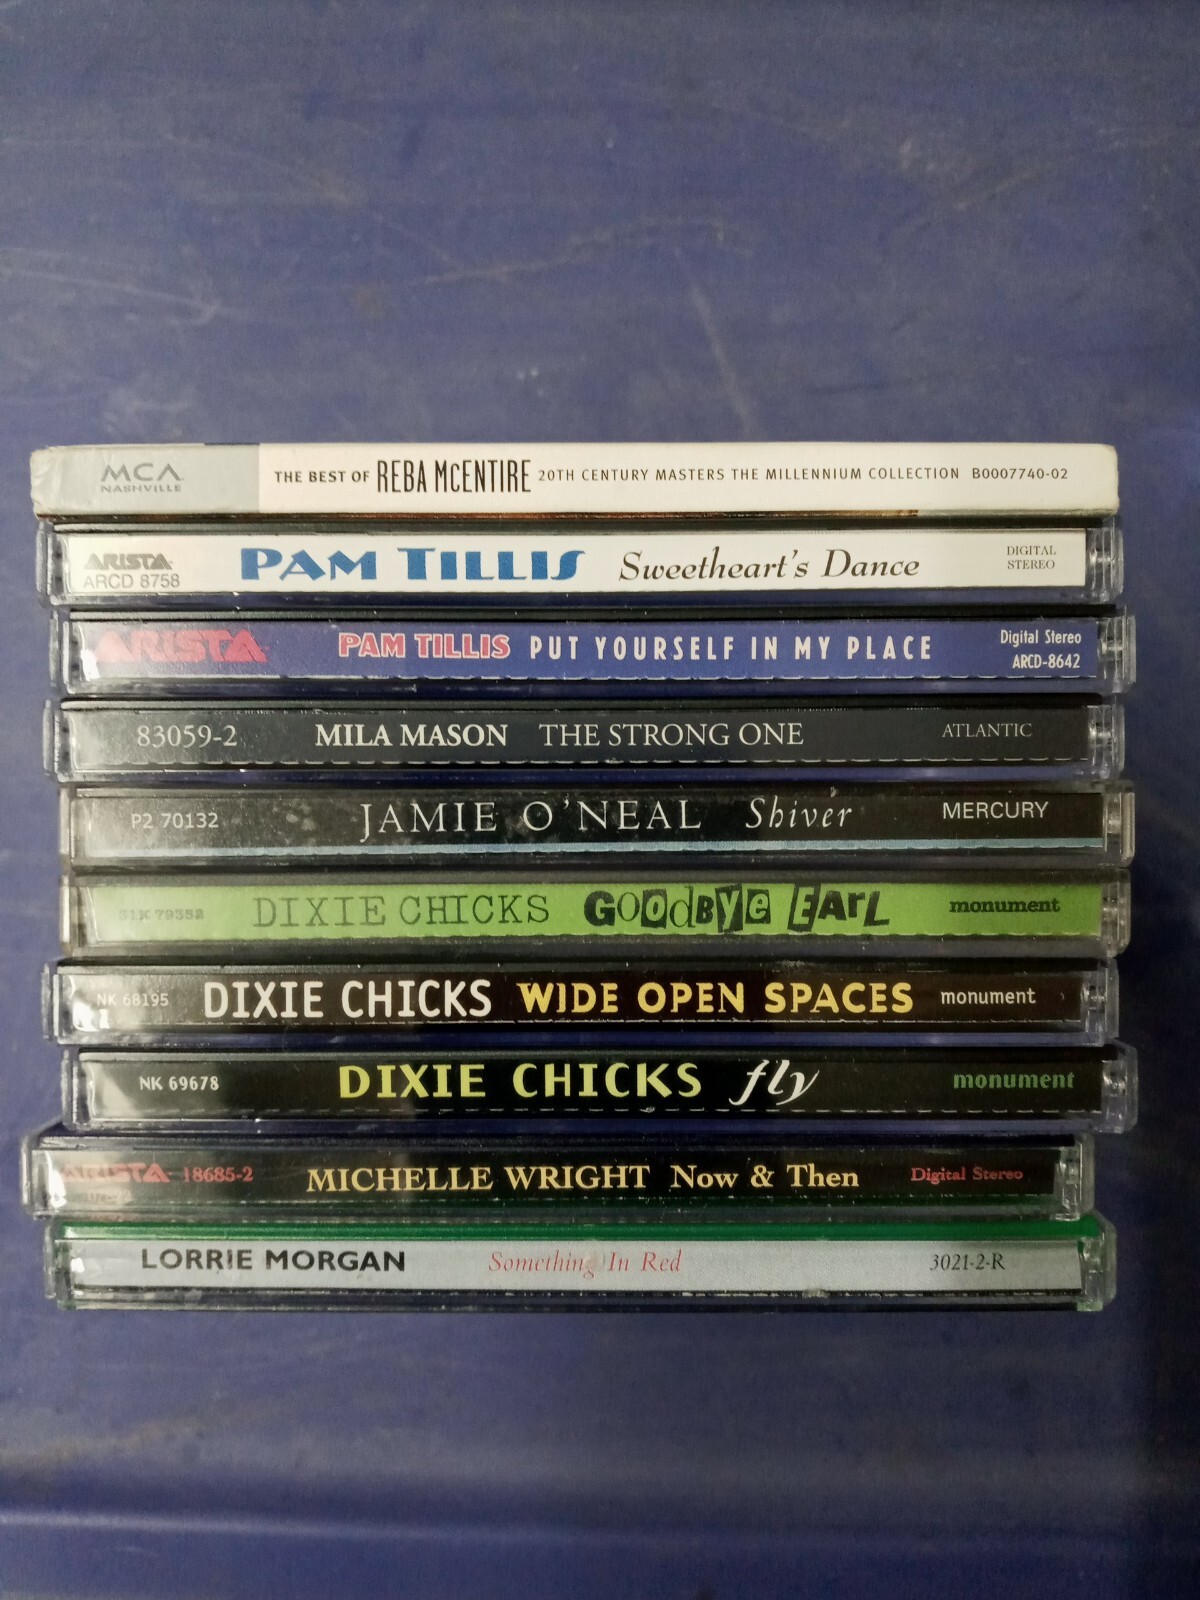 MCA NASHVILLE THE BEST OF REBA McENTIRE 20TH CENTURY MASTERS THE MILLENNIUM COLLECTION B0007740-02
ARISTA ARCD 8758 PAM TILLIS Sweetheart's Dance DIGITAL STEREO
ARISTA PAM TILLIS PUT YOURSELF IN MY PLACE Digital Stereo ARCD-8642
83059-2 MILA MASON THE STRONG ONE ATLANTIC
P2 70132 JAMIE O'NEAL Shiver MERCURY
S1K 79352 DIXIE CHICKS GOODBYE EARL monument
NK 68195 DIXIE CHICKS WIDE OPEN SPACES monument
NK 69678 DIXIE CHICKS fly monument
ARISTA 18685-2 MICHELLE WRIGHT Now & Then Digital Stereo
LORRIE MORGAN Something In Red 3021-2-R